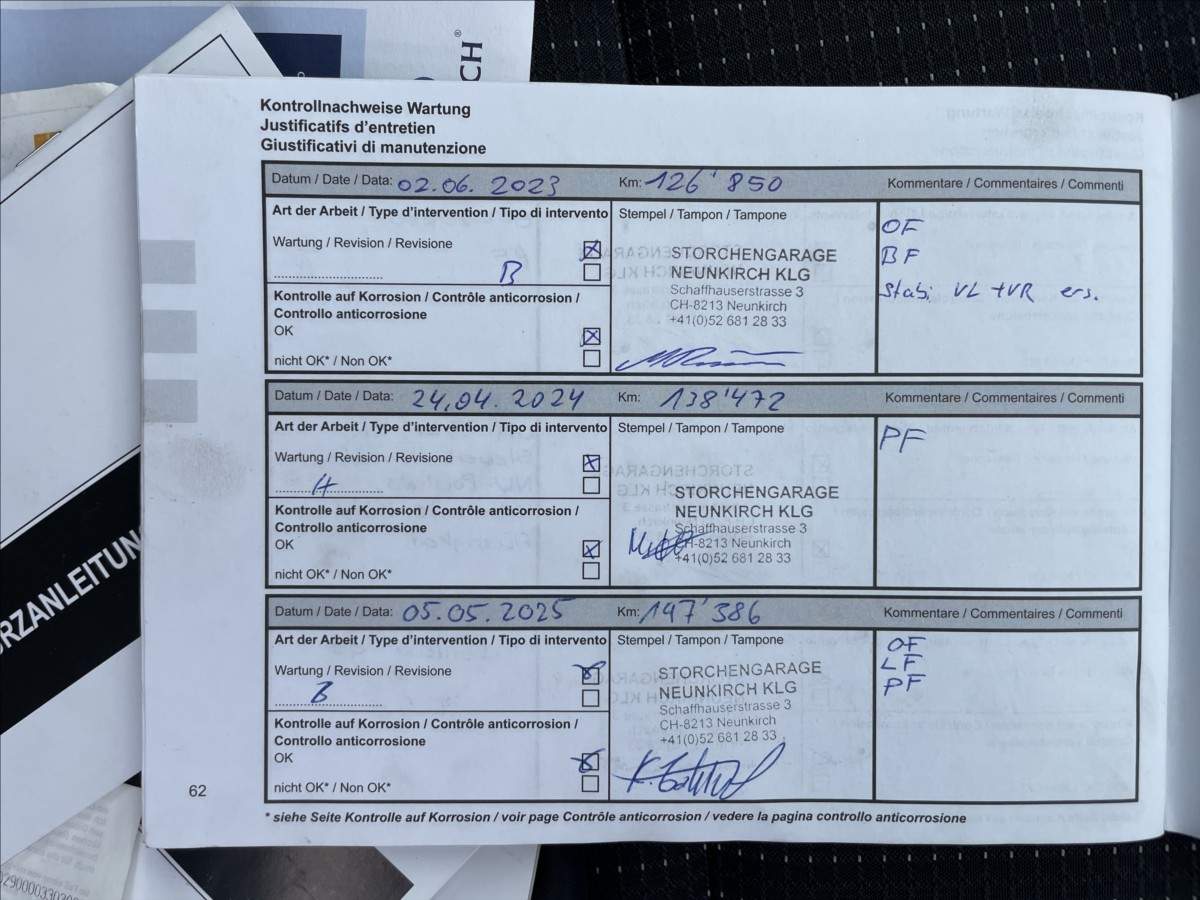 CH®
RZANLEITUN
Kontrollnachweise Wartung
Justificatifs d'entretien
Giustificativi di manutenzione
Datum / Date / Data: 02.06. 2023 Km: 126'850 Kommentare / Commentaires / Commenti
Art der Arbeit / Type d'intervention / Tipo di intervento Stempel / Tampon / Tampone
OF
Wartung / Revision / Revisione
B
BF
Stabi VL + VR ers.
STORCHENGARAGE
NEUNKIRCH KLG
Schaffhauserstrasse 3
CH-8213 Neunkirch
+41(0)52 681 28 33
Kontrolle auf Korrosion / Contrôle anticorrosion /
Controllo anticorrosione
OK
nicht OK* / Non OK*
Datum / Date / Data: 24.04. 2024 Km: 138'472 Kommentare / Commentaires / Commenti
Art der Arbeit / Type d'intervention / Tipo di intervento Stempel / Tampon / Tampone
PF
Wartung / Revision / Revisione
STORCHENGARAGE
NEUNKIRCH KLG
Schaffhauserstrasse 3
CH-8213 Neunkirch
+41(0)52 681 28 33
Kontrolle auf Korrosion / Contrôle anticorrosion /
Controllo anticorrosione
OK
nicht OK* / Non OK*
Datum / Date / Data: 05.05. 2025 Km: 147'386 Kommentare / Commentaires / Commenti
Art der Arbeit / Type d'intervention / Tipo di intervento Stempel / Tampon / Tampone
OF
LF
PF
Wartung / Revision / Revisione
B
STORCHENGARAGE
NEUNKIRCH KLG
Schaffhauserstrasse 3
CH-8213 Neunkirch
+41(0)52 681 28 33
Kontrolle auf Korrosion / Contrôle anticorrosion /
Controllo anticorrosione
OK
nicht OK* / Non OK*
62
* siehe Seite Kontrolle auf Korrosion / voir page Contrôle anticorrosion / vedere la pagina controllo anticorrosione